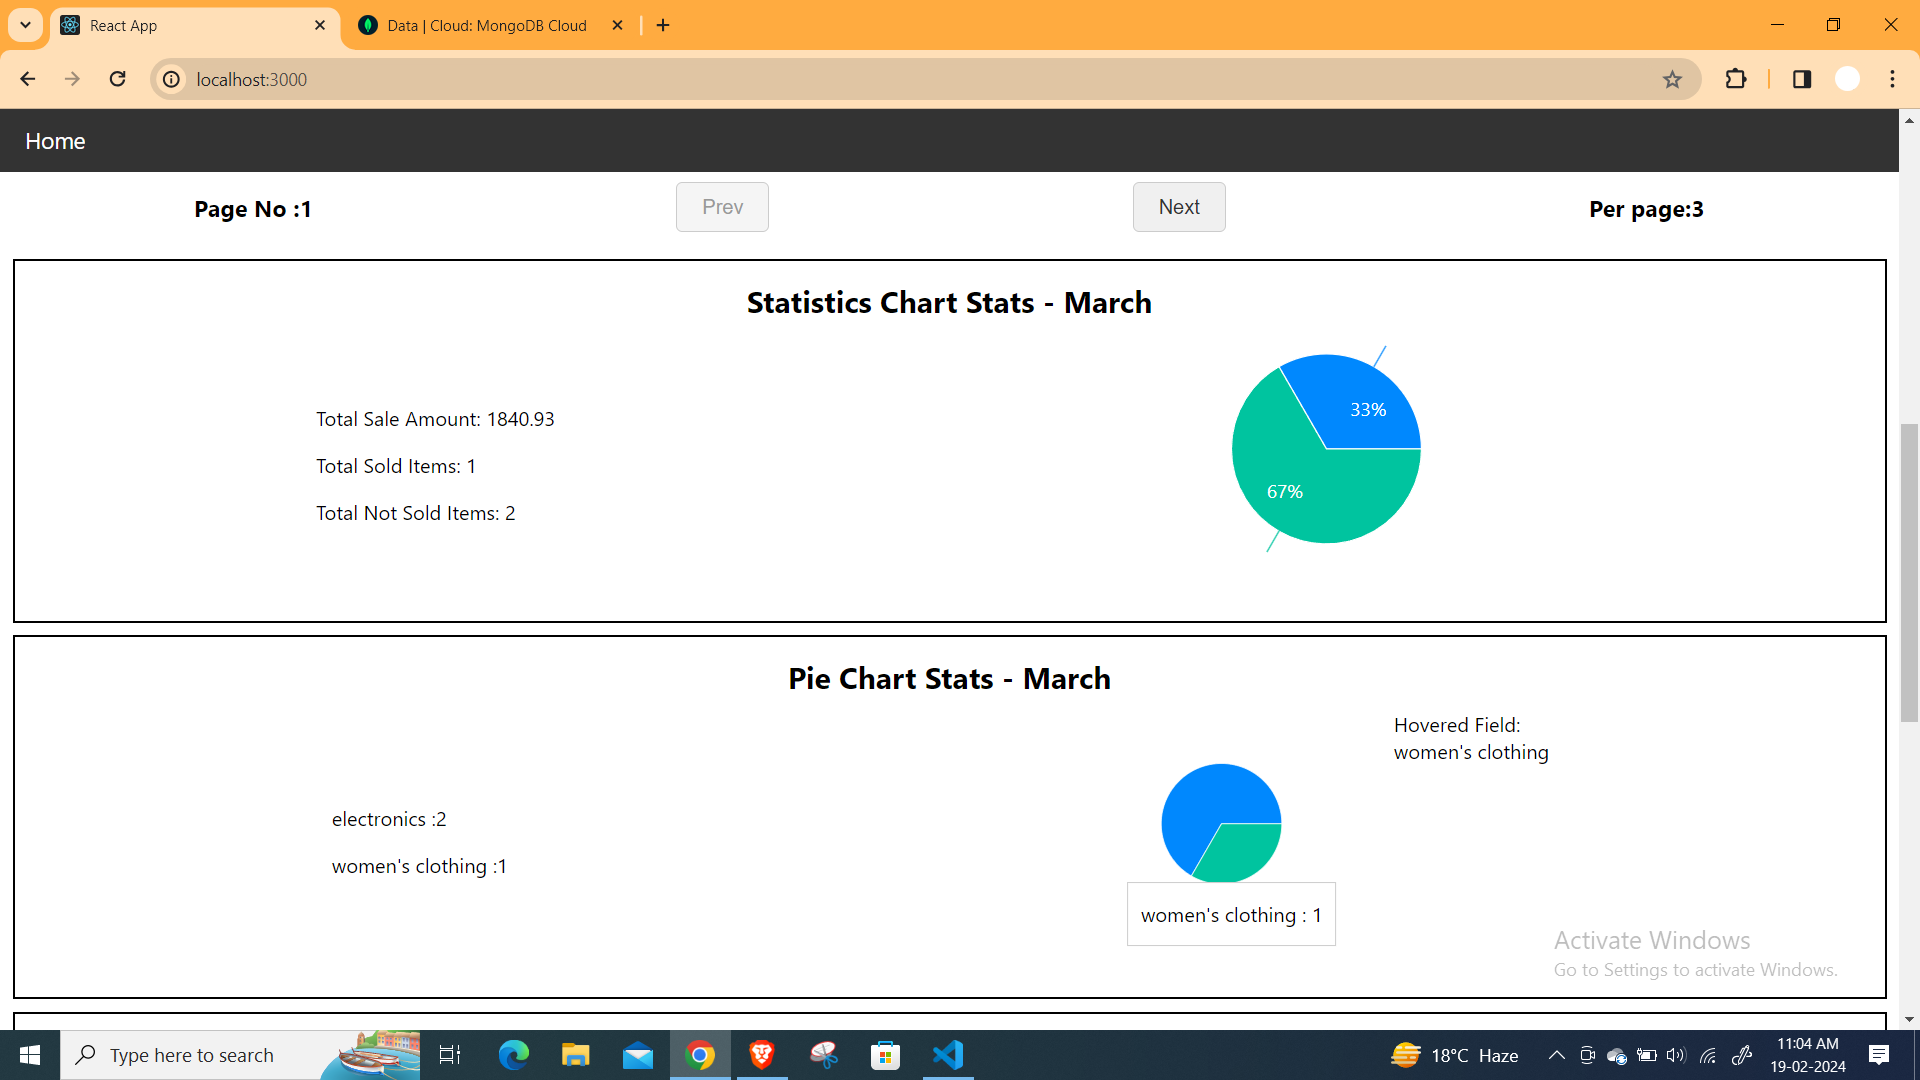 React App
Data | Cloud: MongoDB Cloud
localhost:3000
Home
Page No :1
Prev
Next
Per page:3
Statistics Chart Stats - March
Total Sale Amount: 1840.93
Total Sold Items: 1
Total Not Sold Items: 2
33%
67%
Pie Chart Stats - March
Hovered Field:
women's clothing
electronics :2
women's clothing :1
women's clothing : 1
Activate Windows
Go to Settings to activate Windows.
Type here to search
18°C Haze
11:04 AM
19-02-2024